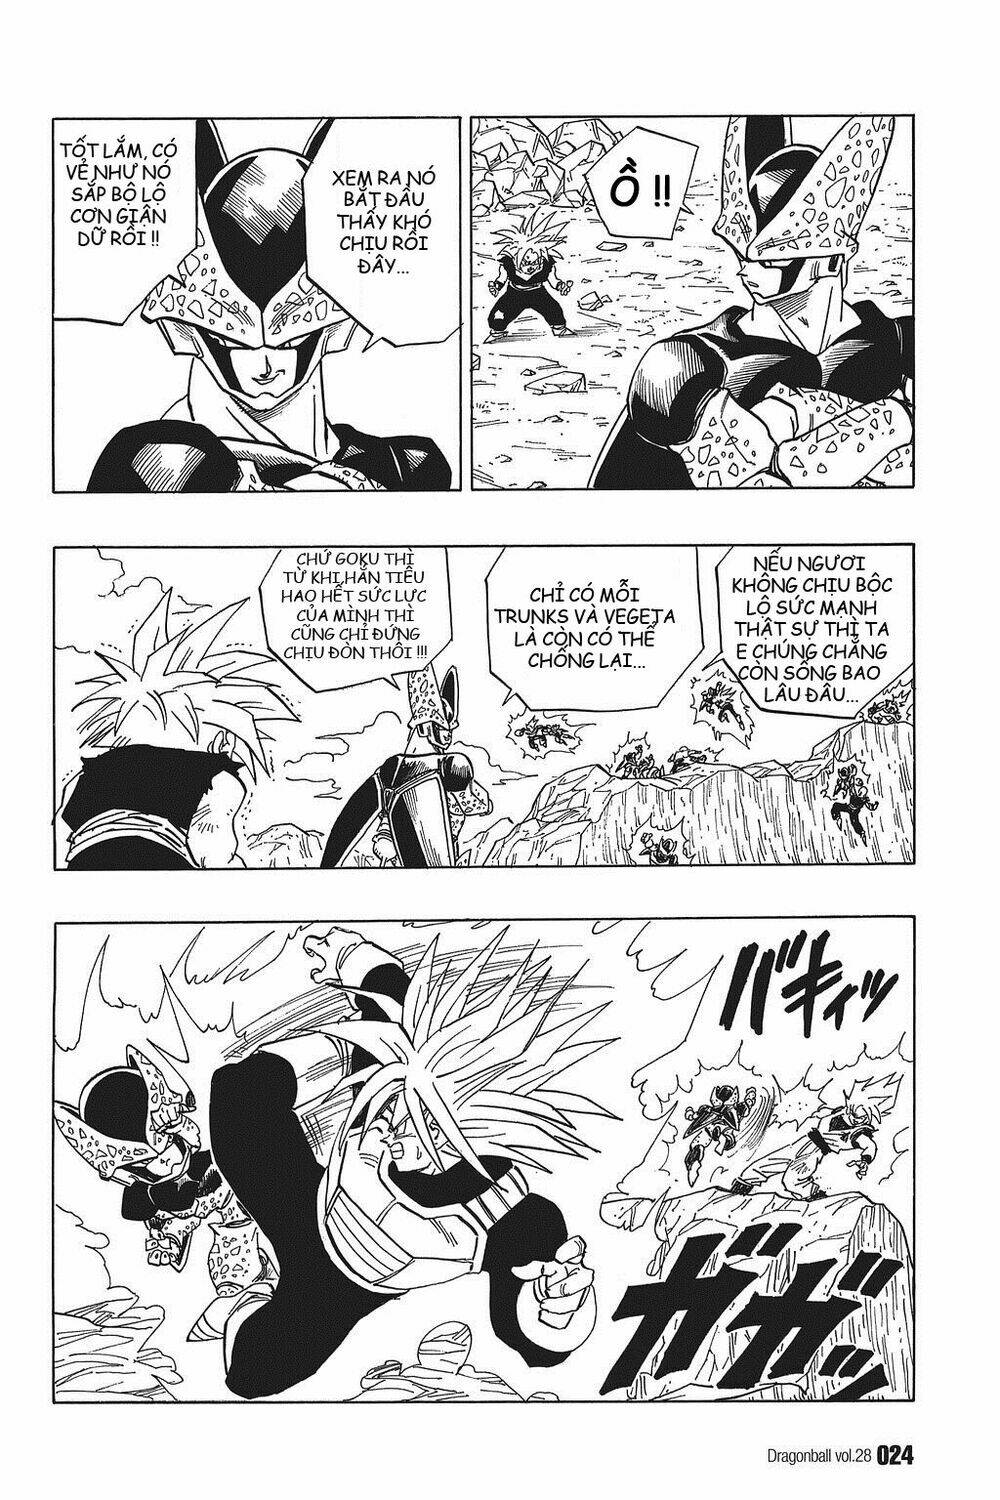 Ồ !!
XEM RA NÓ
BẮT ĐẦU
THẤY KHÓ
CHỊU RỒI
ĐÂY...
TỐT LẮM, CÓ
VẺ NHƯ NÓ
SẮP BỘ LỘ
CƠN GIẬN
DỮ RỒI !!
NẾU NGƯƠI
KHÔNG CHỊU BỘC
LỘ SỨC MẠNH
THẬT SỰ THÌ TA
E CHÚNG CHẲNG
CÒN SỐNG BAO
LÂU ĐÂU...
CHỈ CÓ MỖI
TRUNKS VÀ VEGETA
LÀ CÒN CÓ THỂ
CHỐNG LẠI...
CHỨ GOKU THÌ
TỪ KHI HẮN TIÊU
HAO HẾT SỨC LỰC
CỦA MÌNH THÌ
CŨNG CHỈ ĐỨNG
CHỊU ĐÒN THÔI !!!
バキィッ
ガガッ
Dragonball vol.28 024